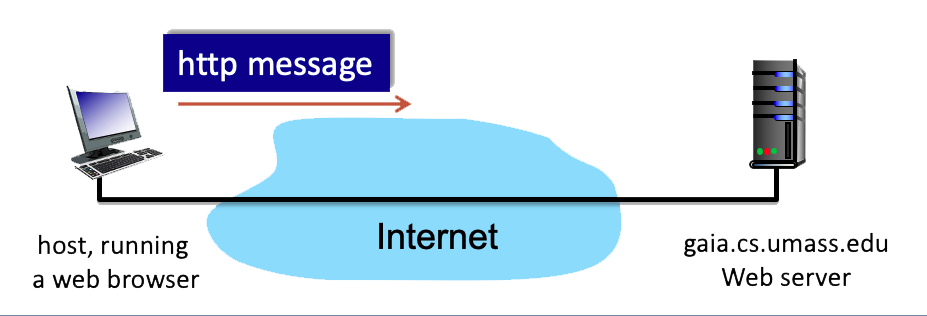 http message
Internet
host, running
a web browser
gaia.cs.umass.edu
Web server